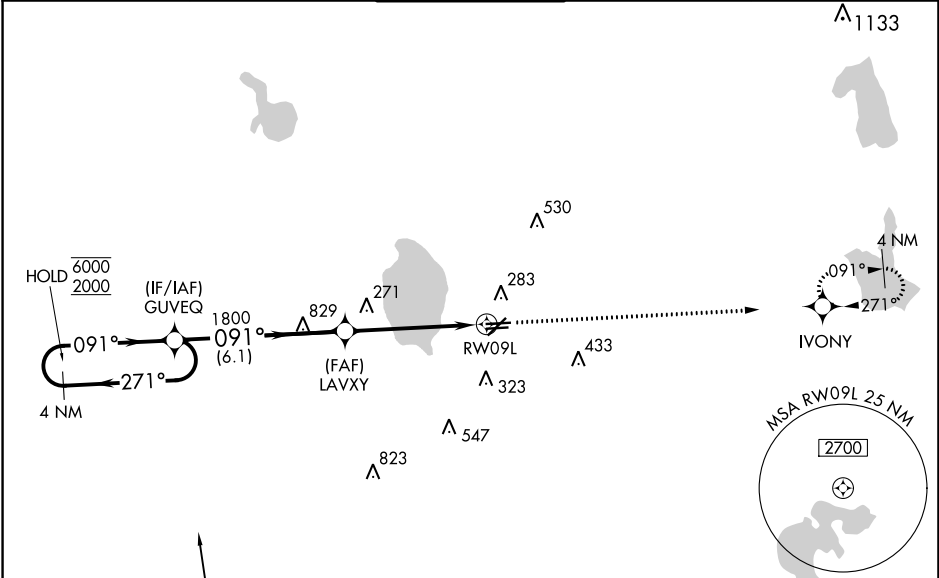 1133
530
4 NM
091°
271°
IVONY
HOLD 6000
2000
(IF/IAF)
GUVEQ
271
283
1800
829
091°
091°
(6.1)
RW09L
433
(FAF)
LAVXY
271°
323
4 NM
547
823
MSA RW09L 25 NM
2700